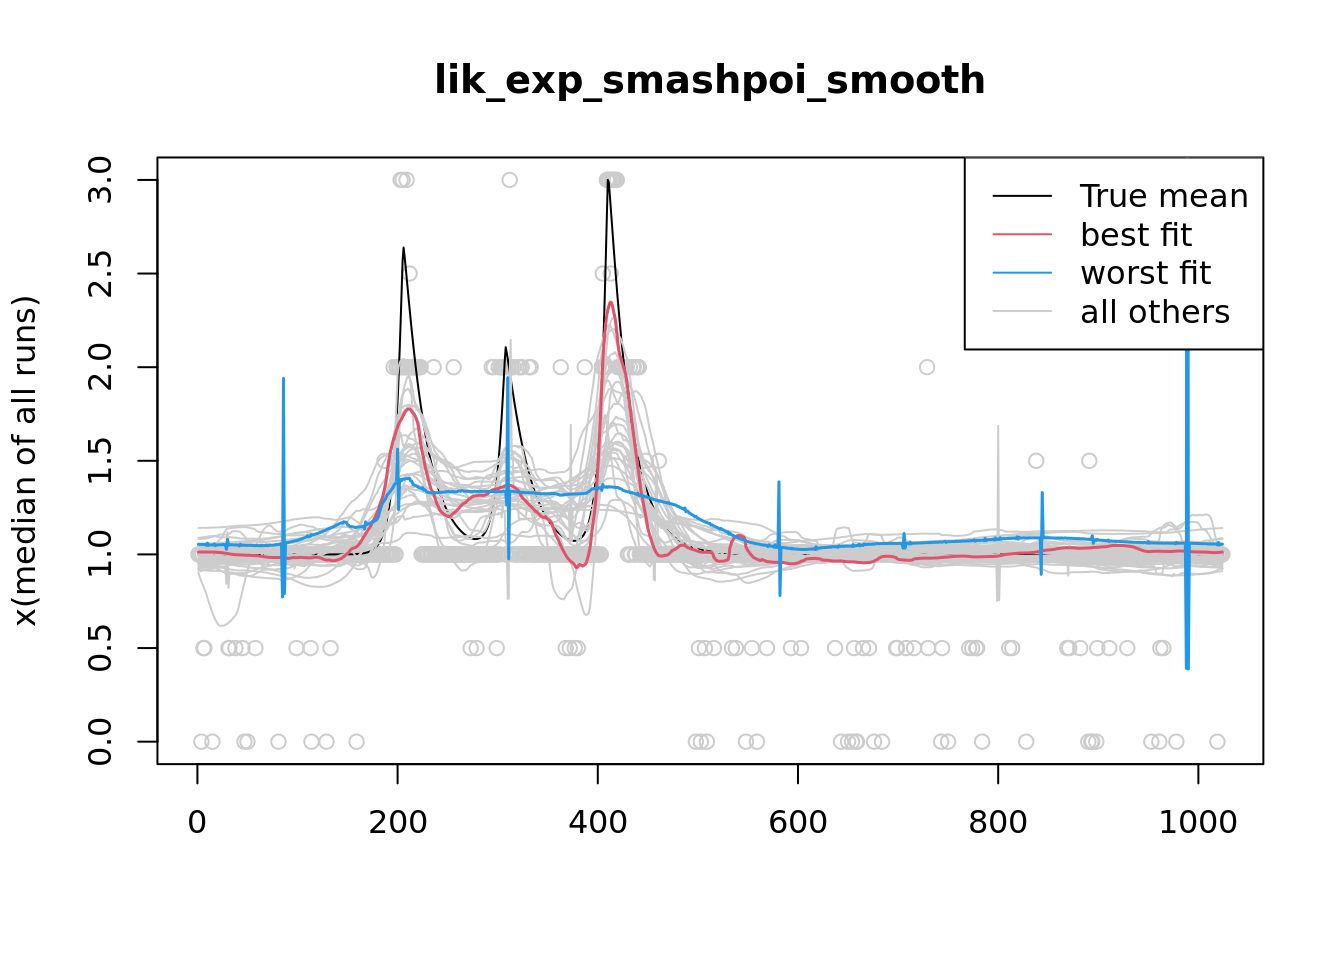 lik_exp_smashpoi_smooth
x(median of all runs)
3.0
2.5
2.0
1.5
1.0
0.5
0.0
True mean
best fit
worst fit
all others
0 200 400 600 800 1000